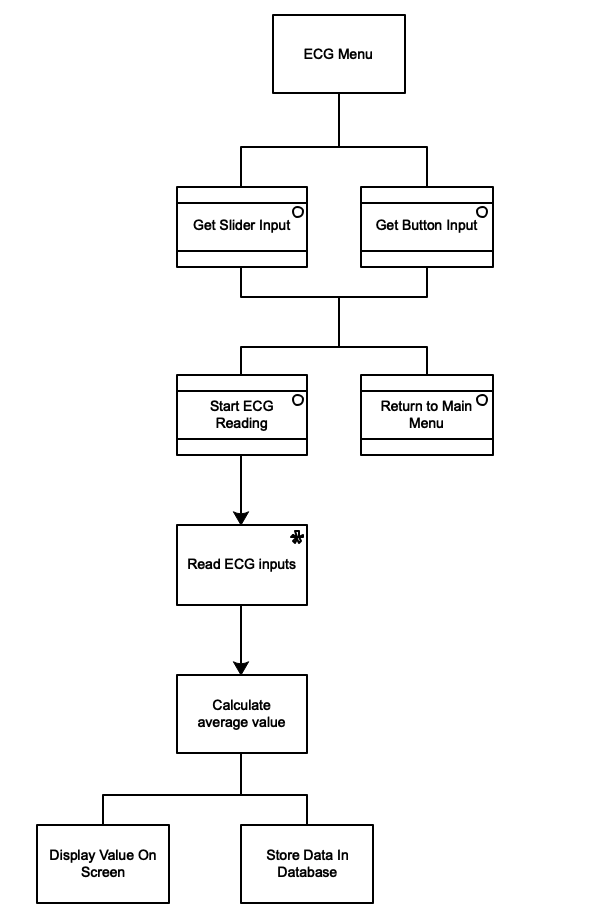 ECG Menu
Get Slider Input
Get Button Input
Start ECG
Reading
Return to Main
Menu
*
Read ECG inputs
Calculate
average value
Display Value On
Screen
Store Data In
Database